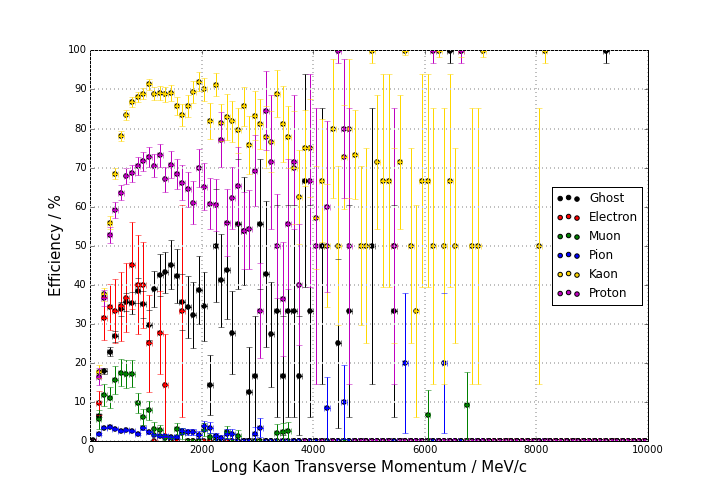 100
90
80
70
60
50
40
30
20
10
0
Efficiency / %
0 2000 4000 6000 8000 10000
Long Kaon Transverse Momentum / MeV/c
Ghost
Electron
Muon
Pion
Kaon
Proton